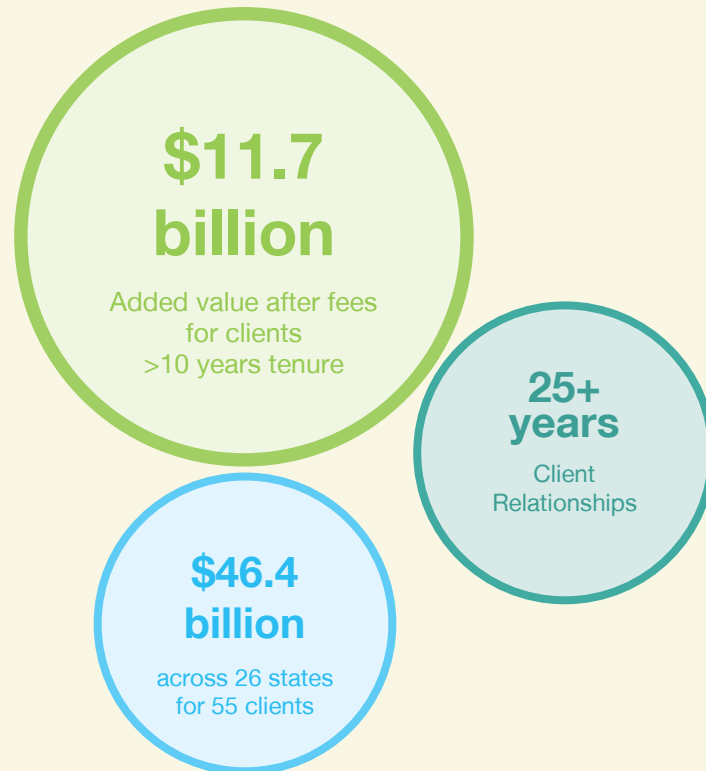 $11.7
billion
Added value after fees
for clients
>10 years tenure
25+
years
Client
Relationships
$46.4
billion
across 26 states
for 55 clients